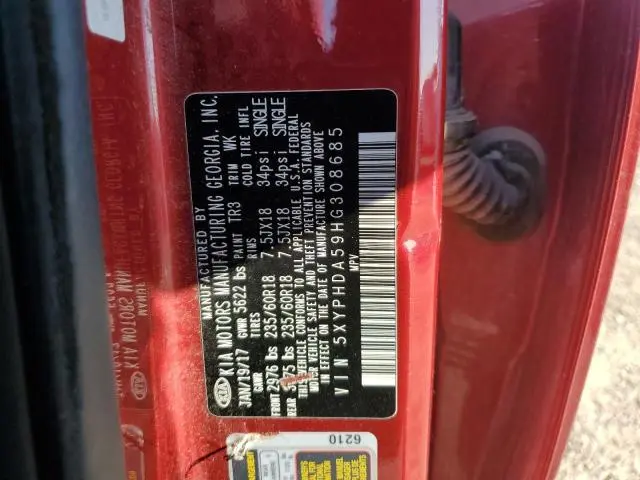 MANUFACTURED BY
KIA KIA MOTORS MANUFACTURING GEORGIA, INC.
JAN/19/17 GVWR 5622 lbs PAINT TR3 TRIM WK
GAWR TIRES RIMS COLD TIRE INFL
FRONT 2976 lbs 235/60R18 7.5JX18 34psi SINGLE
REAR lbs 235/60R18 7.5JX18 34psi SINGLE
THIS VEHICLE CONFORMS TO ALL APPLICABLE U.S.A. FEDERAL
MOTOR VEHICLE SAFETY AND THEFT PREVENTION STANDARDS
IN EFFECT ON THE DATE OF MANUFACTURE SHOWN ABOVE.
VIN 5XYPHDA59HG308685
MPV
6210